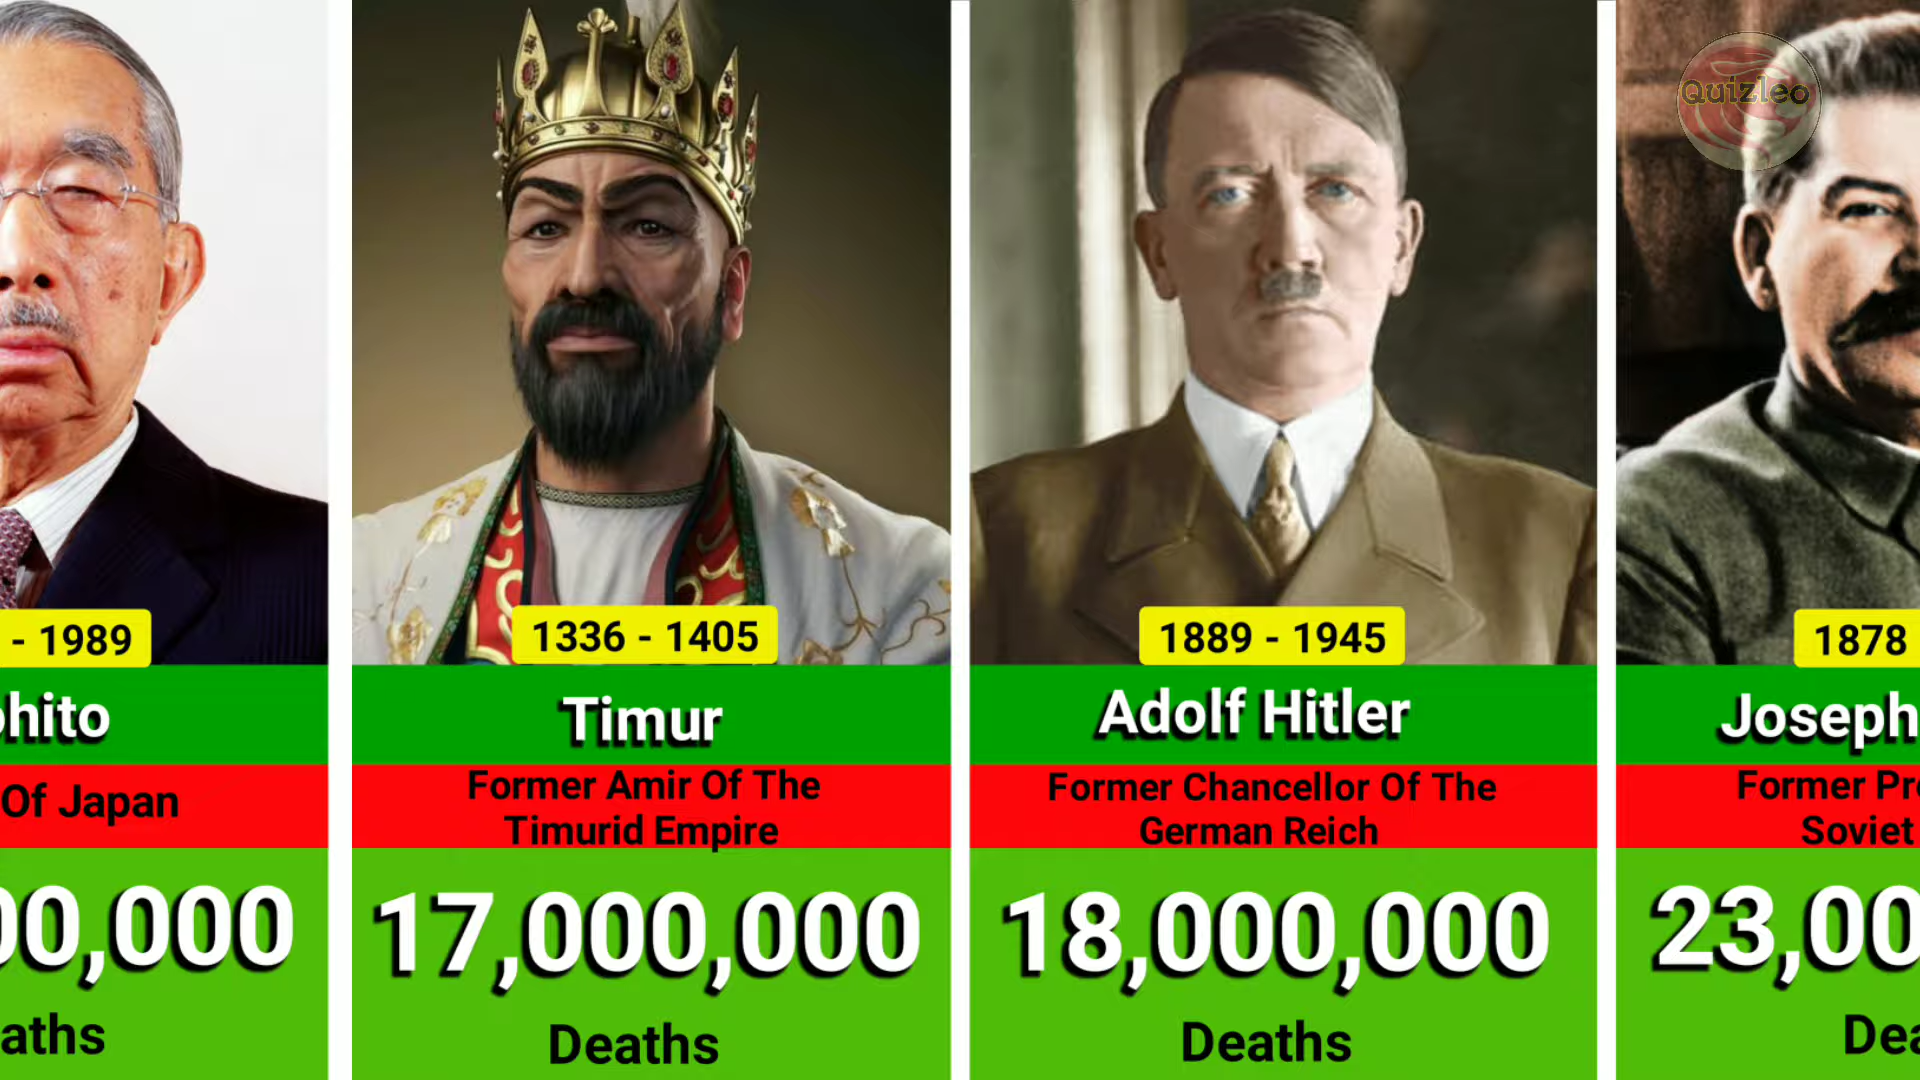 Quizleo
- 1989
hito
Of Japan
00,000
aths
1336 - 1405
Timur
Former Amir Of The
Timurid Empire
17,000,000
Deaths
1889 - 1945
Adolf Hitler
Former Chancellor Of The
German Reich
18,000,000
Deaths
1878
Joseph
Former Pre
Soviet
23,00
Dea